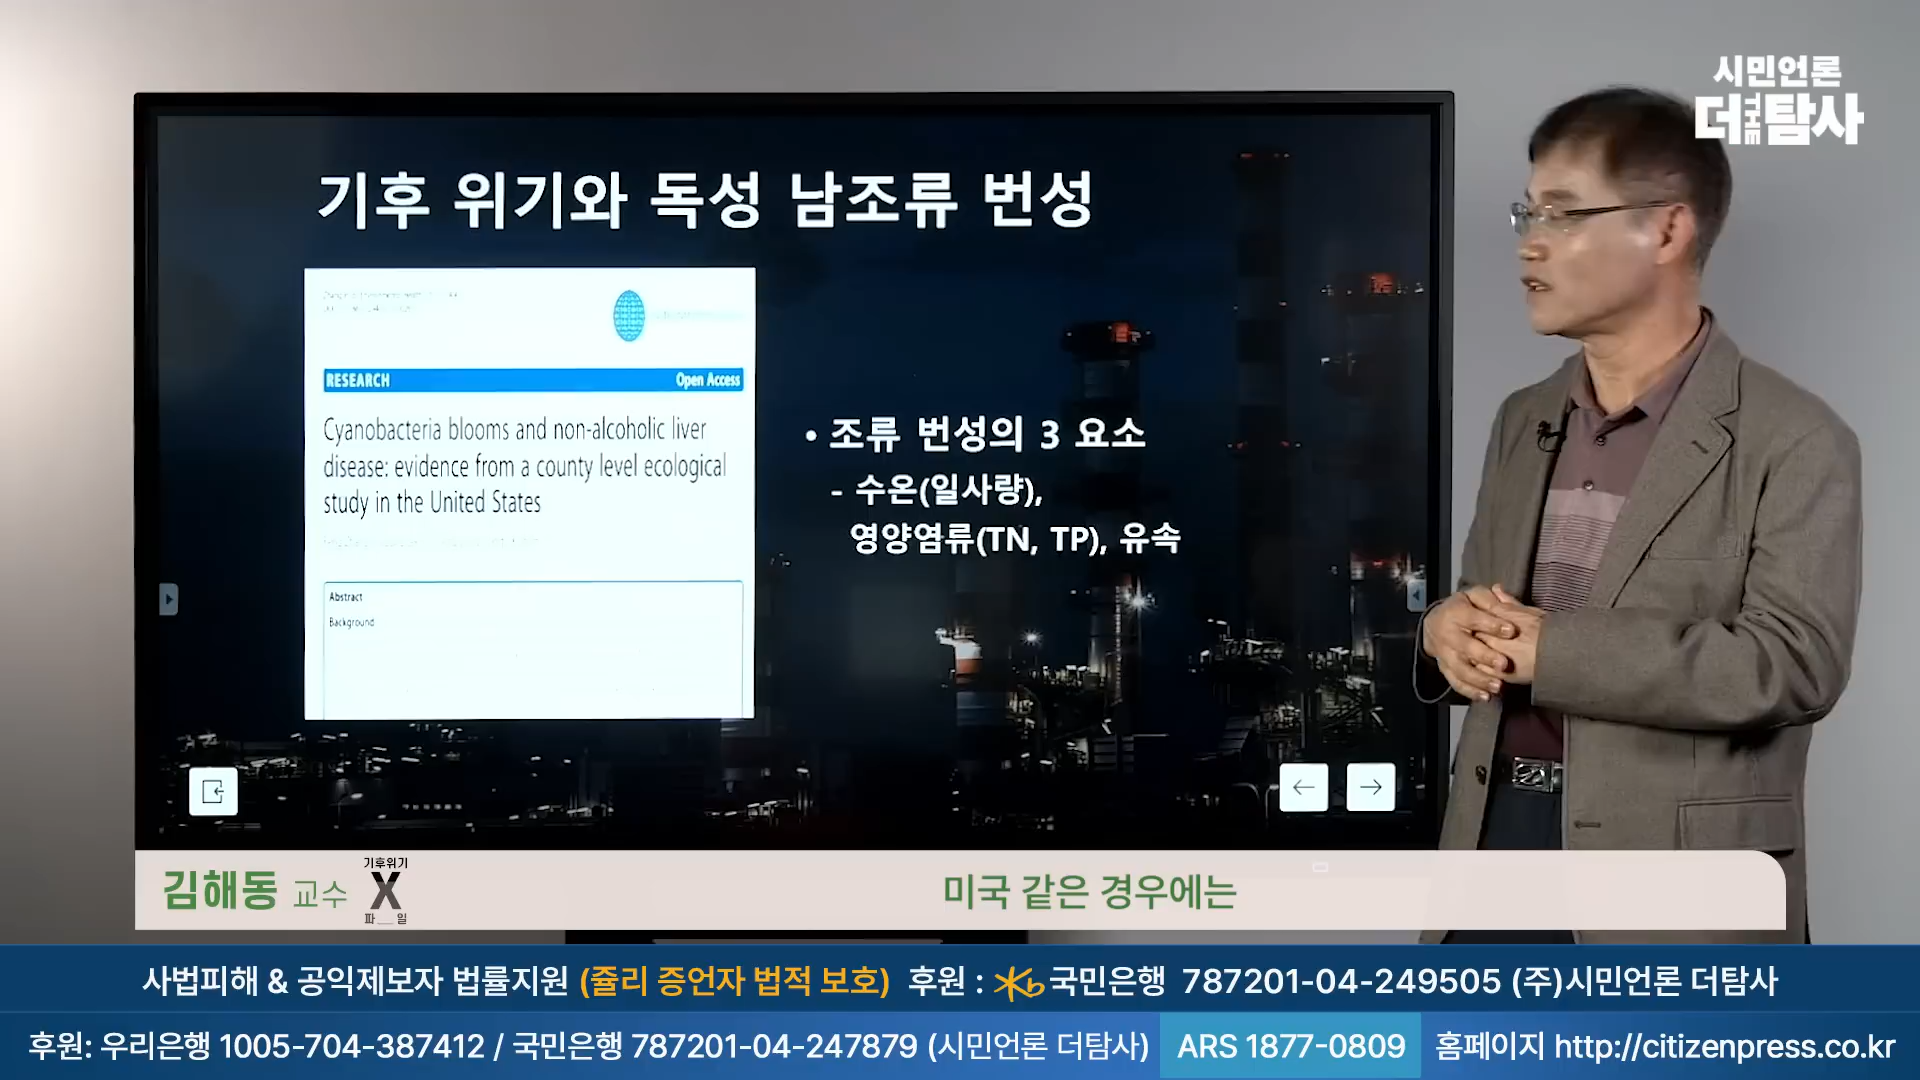 시민언론
더탐사
기후 위기와 독성 남조류 번성
RESEARCH
Open Access
Cyanobacteria blooms and non-alcoholic liver
disease: evidence from a county level ecological
study in the United States
Abstract
Background
• 조류 번성의 3 요소
- 수온(일사량),
영양염류(TN, TP), 유속
김해동 교수
기후위기
X
파__일
미국 같은 경우에는
사법피해 & 공익제보자 법률지원 (쥴리 증언자 법적 보호) 후원 : Kb 국민은행 787201-04-249505 (주)시민언론 더탐사
후원: 우리은행 1005-704-387412 / 국민은행 787201-04-247879 (시민언론 더탐사) ARS 1877-0809 홈페이지 http://citizenpress.co.kr